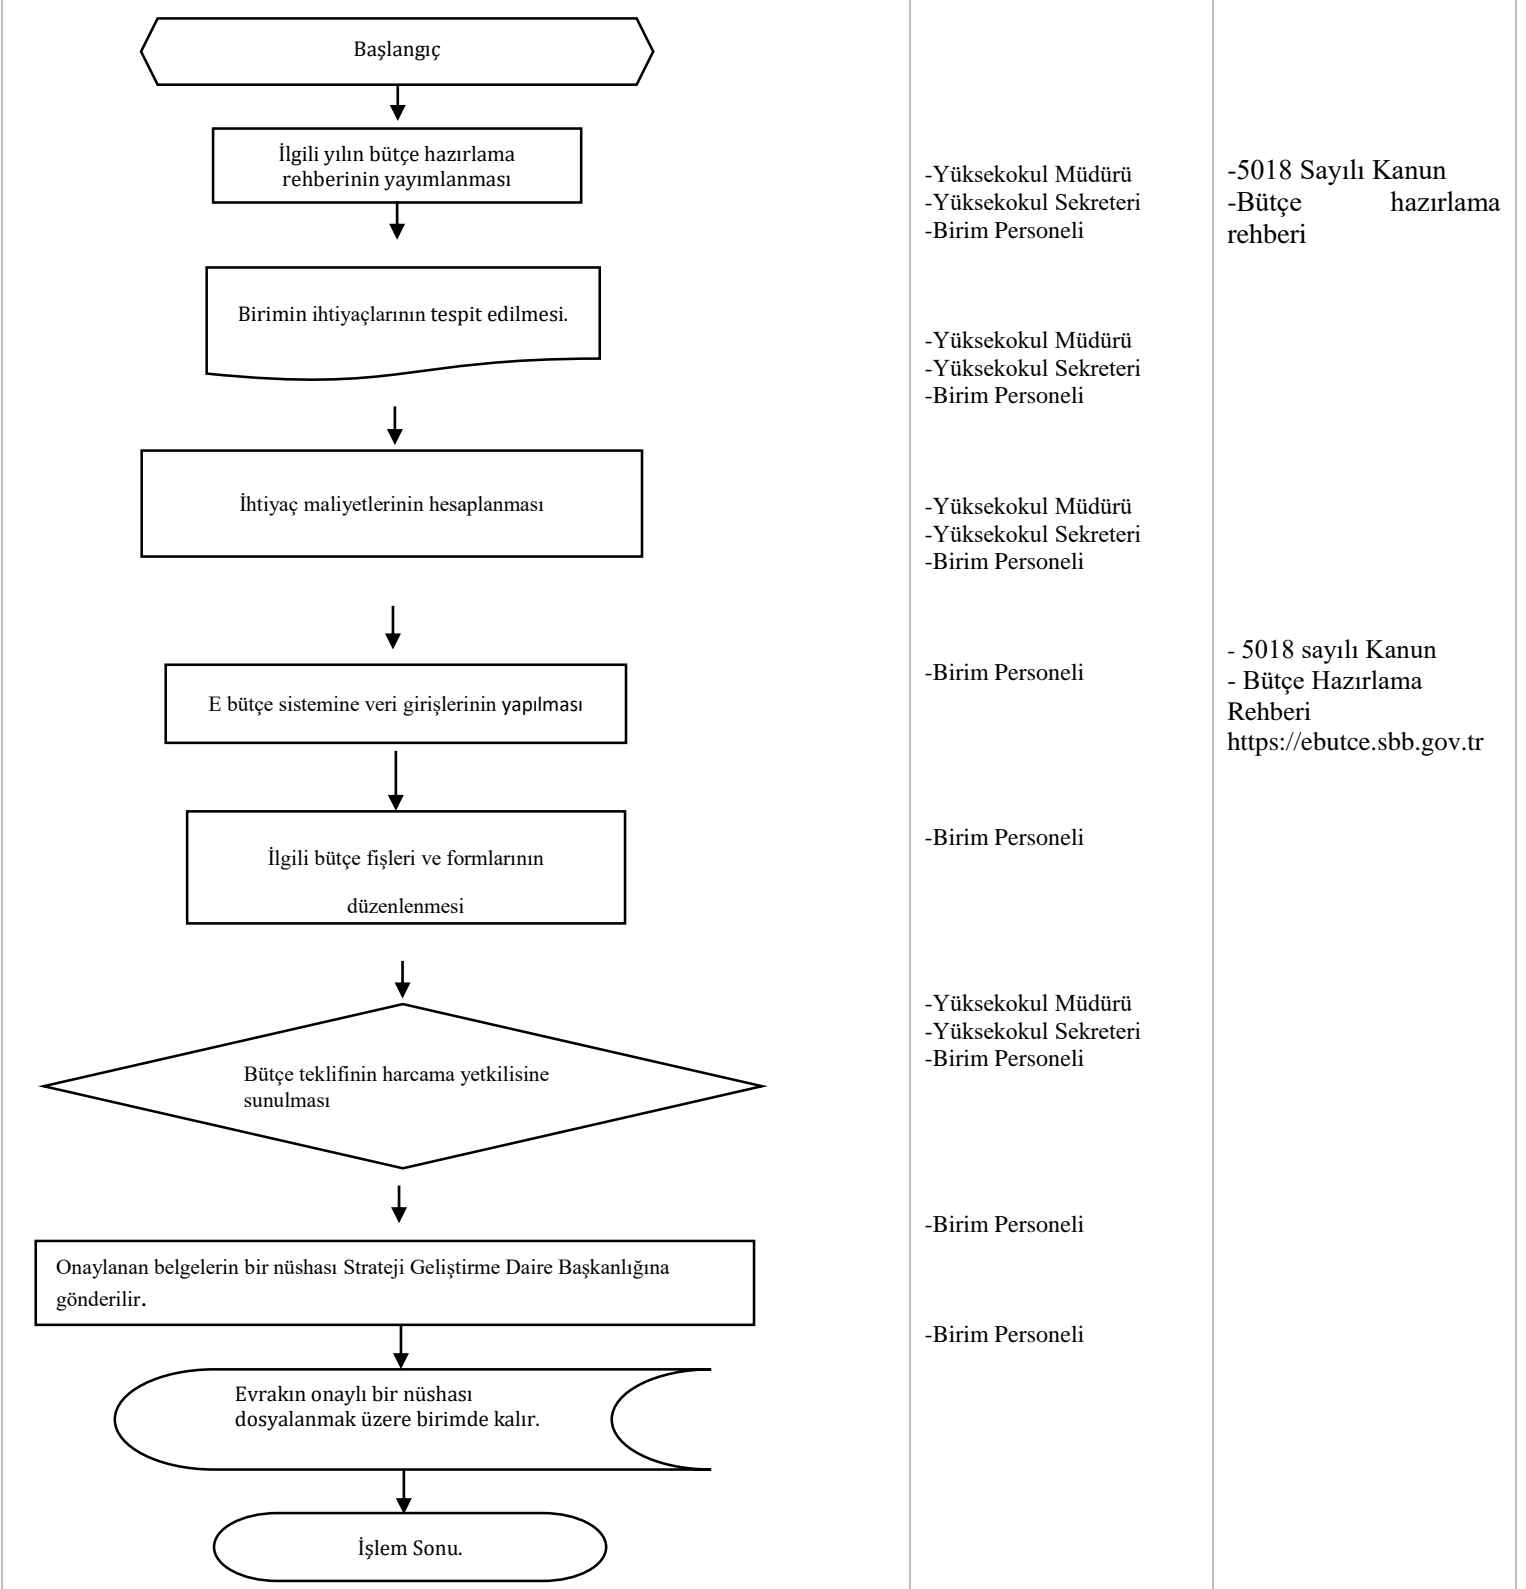 Başlangıç
İlgili yılın bütçe hazırlama
rehberinin yayımlanması
-Yüksekokul Müdürü
-Yüksekokul Sekreteri
-Birim Personeli
-5018 Sayılı Kanun
-Bütçe hazırlama
rehberi
Birimin ihtiyaçlarının tespit edilmesi.
-Yüksekokul Müdürü
-Yüksekokul Sekreteri
-Birim Personeli
İhtiyaç maliyetlerinin hesaplanması
-Yüksekokul Müdürü
-Yüksekokul Sekreteri
-Birim Personeli
E bütçe sistemine veri girişlerinin yapılması
-Birim Personeli
- 5018 sayılı Kanun
- Bütçe Hazırlama
Rehberi
https://ebutce.sbb.gov.tr
İlgili bütçe fişleri ve formlarının
düzenlenmesi
-Birim Personeli
Bütçe teklifinin harcama yetkilisine
sunulması
-Yüksekokul Müdürü
-Yüksekokul Sekreteri
-Birim Personeli
Onaylanan belgelerin bir nüshası Strateji Geliştirme Daire Başkanlığına
gönderilir.
-Birim Personeli
Evrakın onaylı bir nüshası
dosyalanmak üzere birimde kalır.
-Birim Personeli
İşlem Sonu.